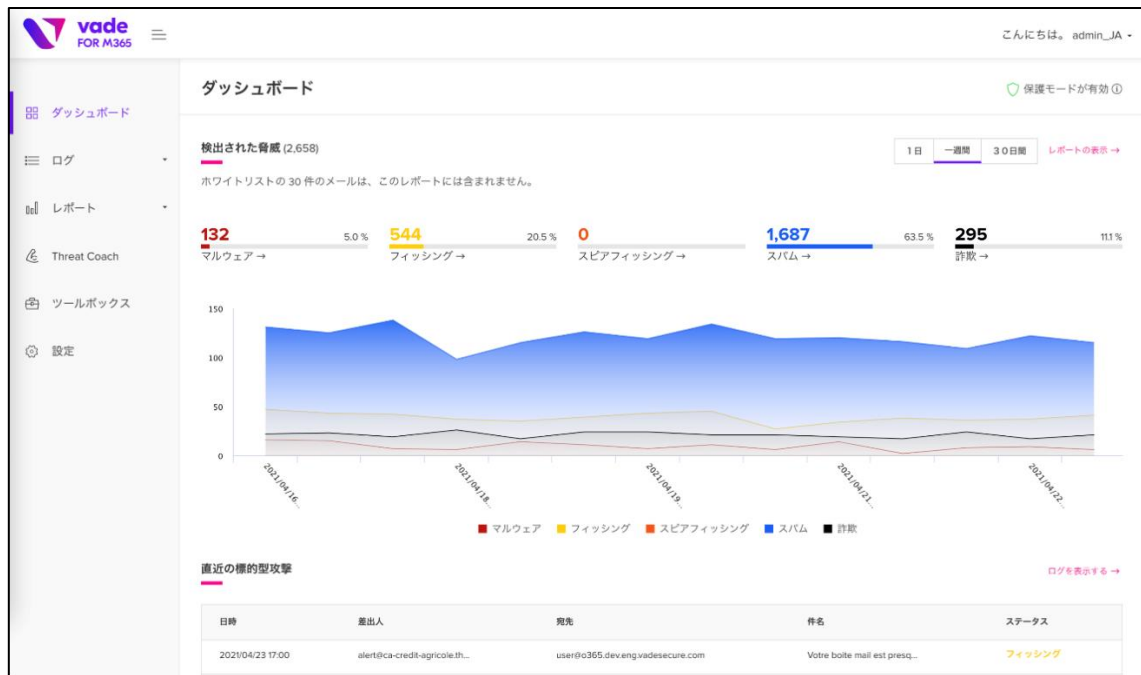 vade
FOR M365
こんにちは。 admin_JA
ダッシュボード
保護モードが有効
ダッシュボード
ログ
レポート
Threat Coach
ツールボックス
設定
検出された脅威 (2,658)
1日 一週間 30日間 レポートの表示 →
ホワイトリストの 30 件のメールは、このレポートには含まれません。
132 5.0 % 544 20.5 % 0 1,687 63.5 % 295 11.1 %
マルウェア → フィッシング → スピアフィッシング → スパム → 詐欺 →
150
100
50
0
2021/04/16... 2021/04/18... 2021/04/19... 2021/04/21... 2021/04/22...
マルウェア フィッシング スピアフィッシング スパム 詐欺
直近の標的型攻撃
ログを表示する →
日時 差出人 宛先 件名 ステータス
2021/04/23 17:00 alert@ca-credit-agricole.th... user@o365.dev.eng.vadesecure.com Votre boite mail est presq... フィッシング